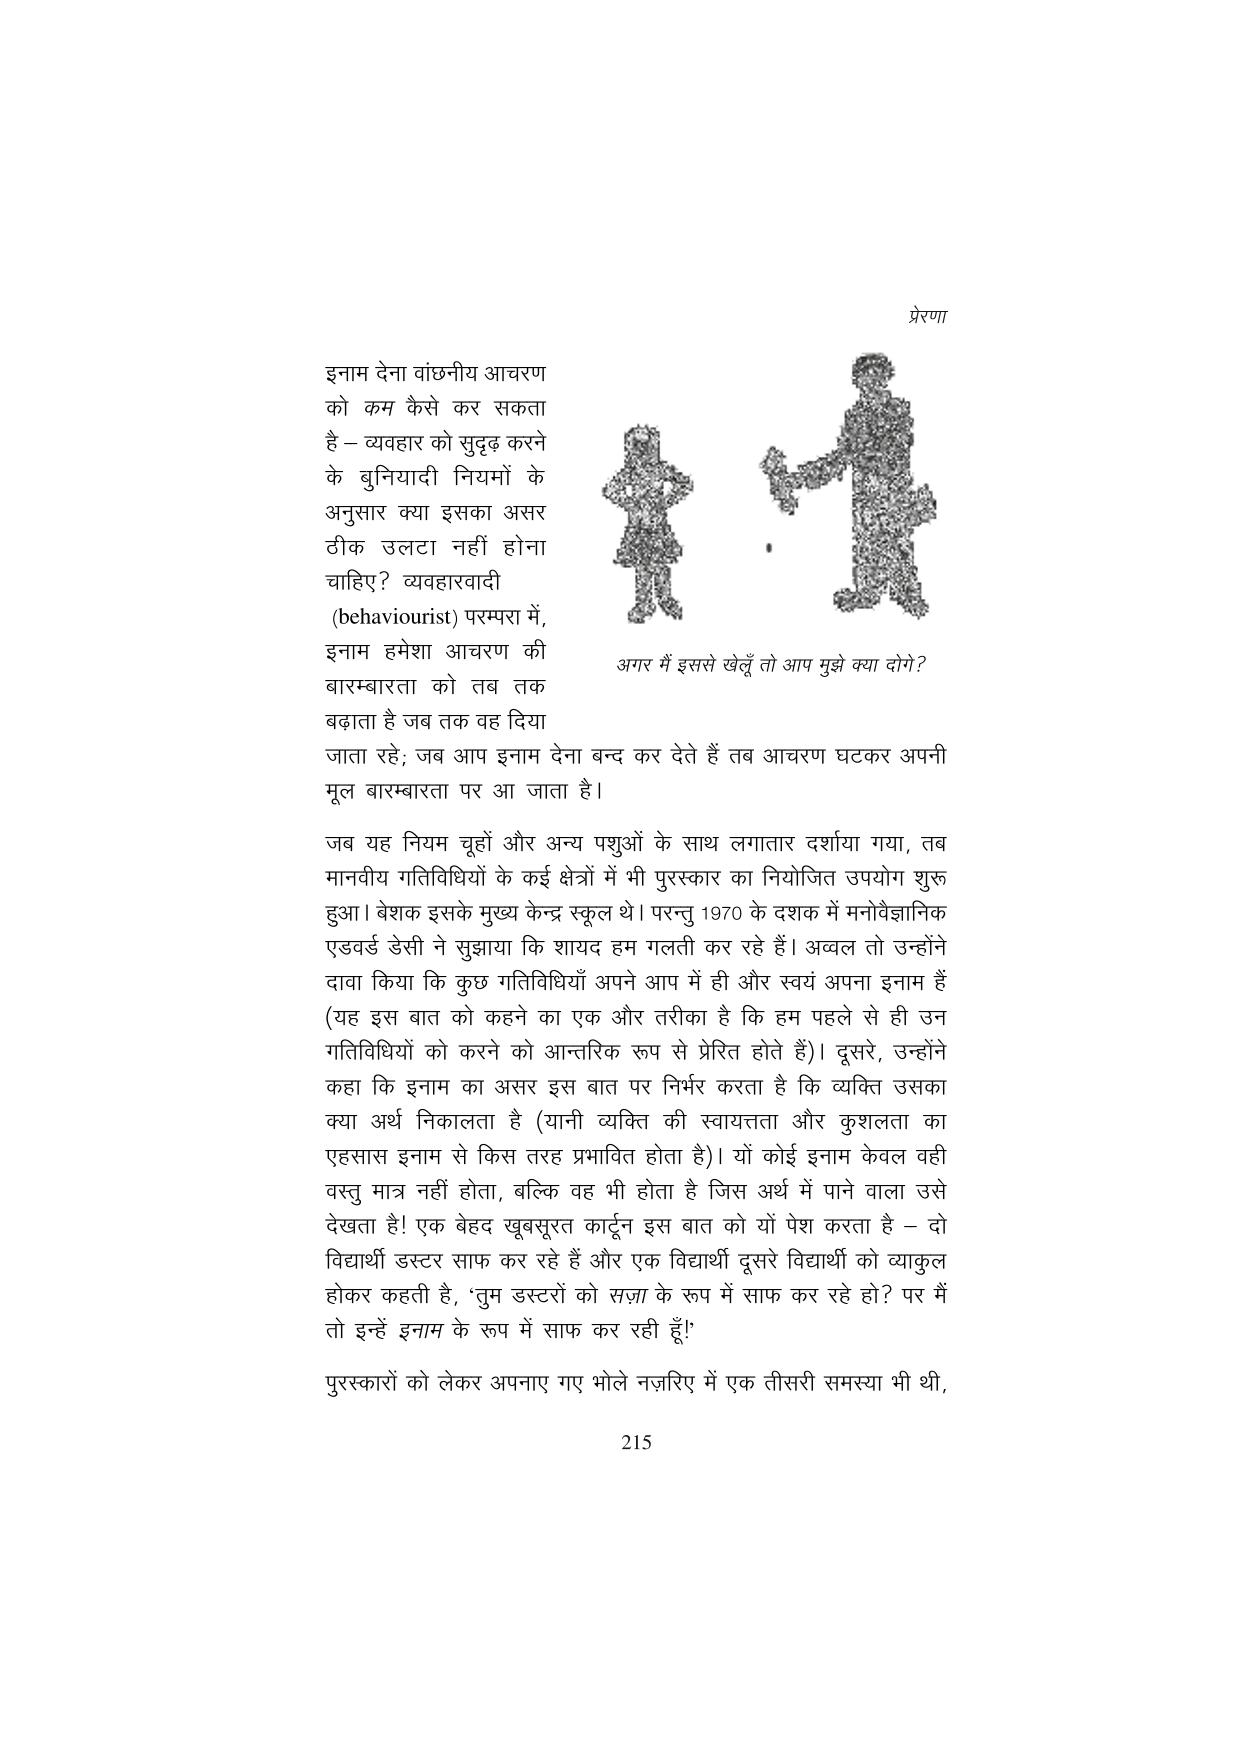 प्रेरणा
इनाम देना वांछनीय आचरण
को कम कैसे कर सकता
है – व्यवहार को सुदृढ़ करने
के बुनियादी नियमों के
अनुसार क्या इसका असर
ठीक उलटा नहीं होना
चाहिए? व्यवहारवादी
(behaviourist) परम्परा में,
इनाम हमेशा आचरण की
बारम्बारता को तब तक
बढ़ाता है जब तक वह दिया
अगर मैं इससे खेलूँ तो आप मुझे क्या दोगे?
जाता रहे; जब आप इनाम देना बन्द कर देते हैं तब आचरण घटकर अपनी
मूल बारम्बारता पर आ जाता है।
जब यह नियम चूहों और अन्य पशुओं के साथ लगातार दर्शाया गया, तब
मानवीय गतिविधियों के कई क्षेत्रों में भी पुरस्कार का नियोजित उपयोग शुरू
हुआ। बेशक इसके मुख्य केन्द्र स्कूल थे। परन्तु 1970 के दशक में मनोवैज्ञानिक
एडवर्ड डेसी ने सुझाया कि शायद हम गलती कर रहे हैं। अव्वल तो उन्होंने
दावा किया कि कुछ गतिविधियाँ अपने आप में ही और स्वयं अपना इनाम हैं
(यह इस बात को कहने का एक और तरीका है कि हम पहले से ही उन
गतिविधियों को करने को आन्तरिक रूप से प्रेरित होते हैं)। दूसरे, उन्होंने
कहा कि इनाम का असर इस बात पर निर्भर करता है कि व्यक्ति उसका
क्या अर्थ निकालता है (यानी व्यक्ति की स्वायत्तता और कुशलता का
एहसास इनाम से किस तरह प्रभावित होता है)। यों कोई इनाम केवल वही
वस्तु मात्र नहीं होता, बल्कि वह भी होता है जिस अर्थ में पाने वाला उसे
देखता है! एक बेहद खूबसूरत कार्टून इस बात को यों पेश करता है – दो
विद्यार्थी डस्टर साफ कर रहे हैं और एक विद्यार्थी दूसरे विद्यार्थी को व्याकुल
होकर कहती है, ‘तुम डस्टरों को सज़ा के रूप में साफ कर रहे हो? पर मैं
तो इन्हें इनाम के रूप में साफ कर रही हूँ!’
पुरस्कारों को लेकर अपनाए गए भोले नज़रिए में एक तीसरी समस्या भी थी,
215